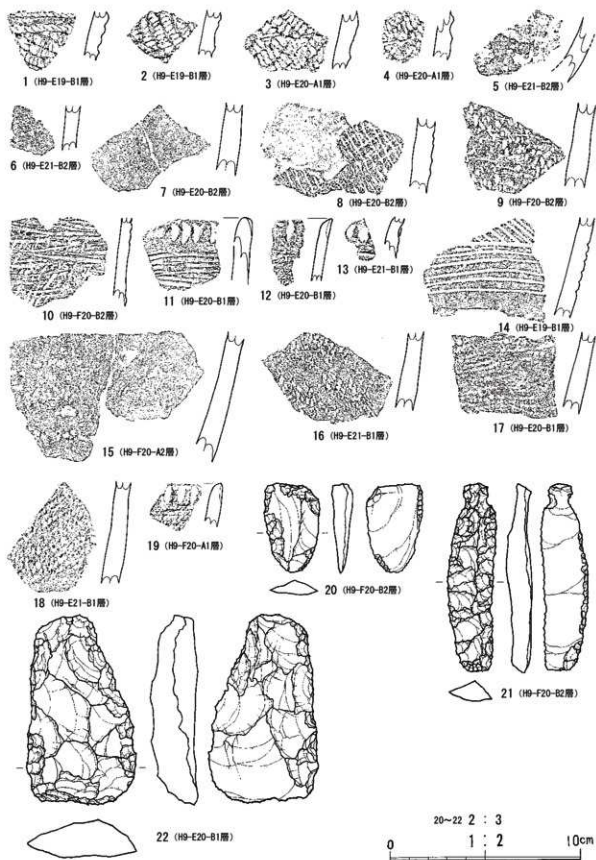 1 (H9-E19-B1層)
2 (H9-E19-B1層)
3 (H9-E20-A1層)
4 (H9-E20-A1層)
5 (H9-E21-B2層)
6 (H9-E21-B2層)
7 (H9-E20-B2層)
8 (H9-E20-B2層)
9 (H9-F20-B2層)
10 (H9-F20-B2層)
11 (H9-E20-B1層)
12 (H9-E20-B1層)
13 (H9-E21-B1層)
14 (H9-E19-B1層)
15 (H9-F20-A2層)
16 (H9-E21-B1層)
17 (H9-E20-B1層)
18 (H9-E21-B1層)
19 (H9-F20-A1層)
20 (H9-F20-B2層)
21 (H9-F20-B2層)
22 (H9-E20-B1層)
20~22 2 : 3
1 : 2
0 10cm